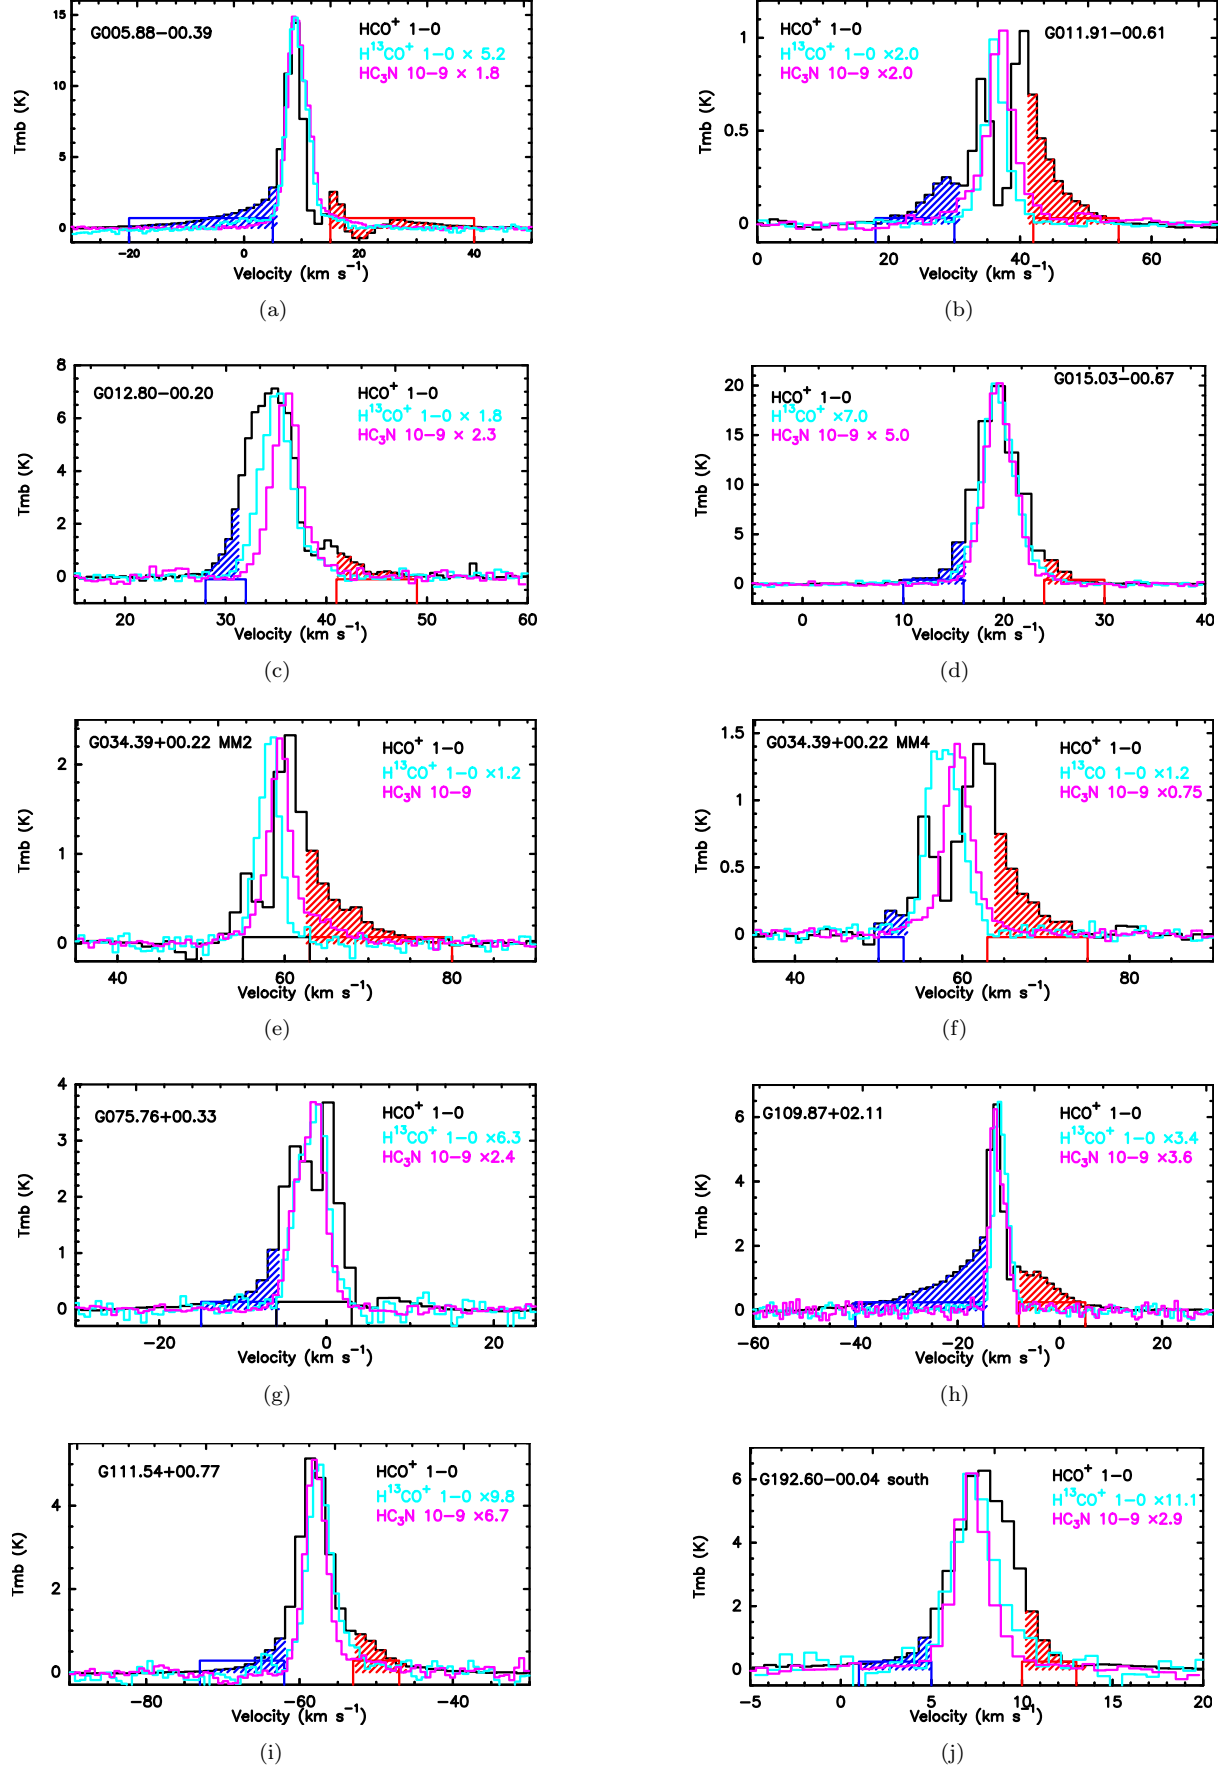 G005.88−00.39
HCO⁺ 1−0
H¹³CO⁺ 1−0 × 5.2
HC₃N 10−9 × 1.8
Tmb (K)
15
10
5
0
−20 0 20 40
Velocity (km s⁻¹)
(a)
HCO⁺ 1−0
H¹³CO⁺ 1−0 ×2.0
HC₃N 10−9 ×2.0
G011.91−00.61
Tmb (K)
1
0.5
0
0 20 40 60
Velocity (km s⁻¹)
(b)
G012.80−00.20
HCO⁺ 1−0
H¹³CO⁺ 1−0 × 1.8
HC₃N 10−9 × 2.3
Tmb (K)
8
6
4
2
0
20 30 40 50 60
Velocity (km s⁻¹)
(c)
G015.03−00.67
HCO⁺ 1−0
H¹³CO⁺ ×7.0
HC₃N 10−9 × 5.0
Tmb (K)
20
15
10
5
0
0 10 20 30 40
Velocity (km s⁻¹)
(d)
G034.39+00.22 MM2
HCO⁺ 1−0
H¹³CO⁺ 1−0 ×1.2
HC₃N 10−9
Tmb (K)
2
1
0
40 60 80
Velocity (km s⁻¹)
(e)
G034.39+00.22 MM4
HCO⁺ 1−0
H¹³CO 1−0 ×1.2
HC₃N 10−9 ×0.75
Tmb (K)
1.5
1
0.5
0
40 60 80
Velocity (km s⁻¹)
(f)
G075.76+00.33
HCO⁺ 1−0
H¹³CO⁺ 1−0 ×6.3
HC₃N 10−9 ×2.4
Tmb (K)
4
3
2
1
0
−20 0 20
Velocity (km s⁻¹)
(g)
G109.87+02.11
HCO⁺ 1−0
H¹³CO⁺ 1−0 ×3.4
HC₃N 10−9 ×3.6
Tmb (K)
6
4
2
0
−60 −40 −20 0 20
Velocity (km s⁻¹)
(h)
G111.54+00.77
HCO⁺ 1−0
H¹³CO⁺ 1−0 ×9.8
HC₃N 10−9 ×6.7
Tmb (K)
4
2
0
−80 −60 −40
Velocity (km s⁻¹)
(i)
G192.60−00.04 south
HCO⁺ 1−0
H¹³CO⁺ 1−0 ×11.1
HC₃N 10−9 ×2.9
Tmb (K)
6
4
2
0
−5 0 5 10 15 20
Velocity (km s⁻¹)
(j)